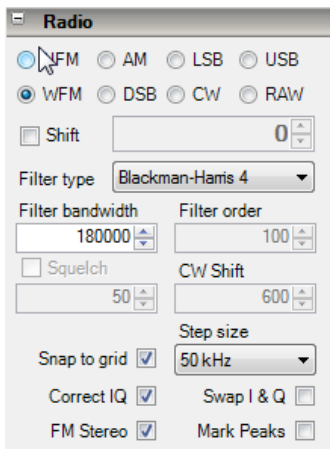 Radio
NFM AM LSB USB
WFM DSB CW RAW
Shift 0
Filter type Blackman-Harris 4
Filter bandwidth Filter order
180000 100
Squelch CW Shift
50 600
Step size
Snap to grid 50 kHz
Correct IQ Swap I & Q
FM Stereo Mark Peaks